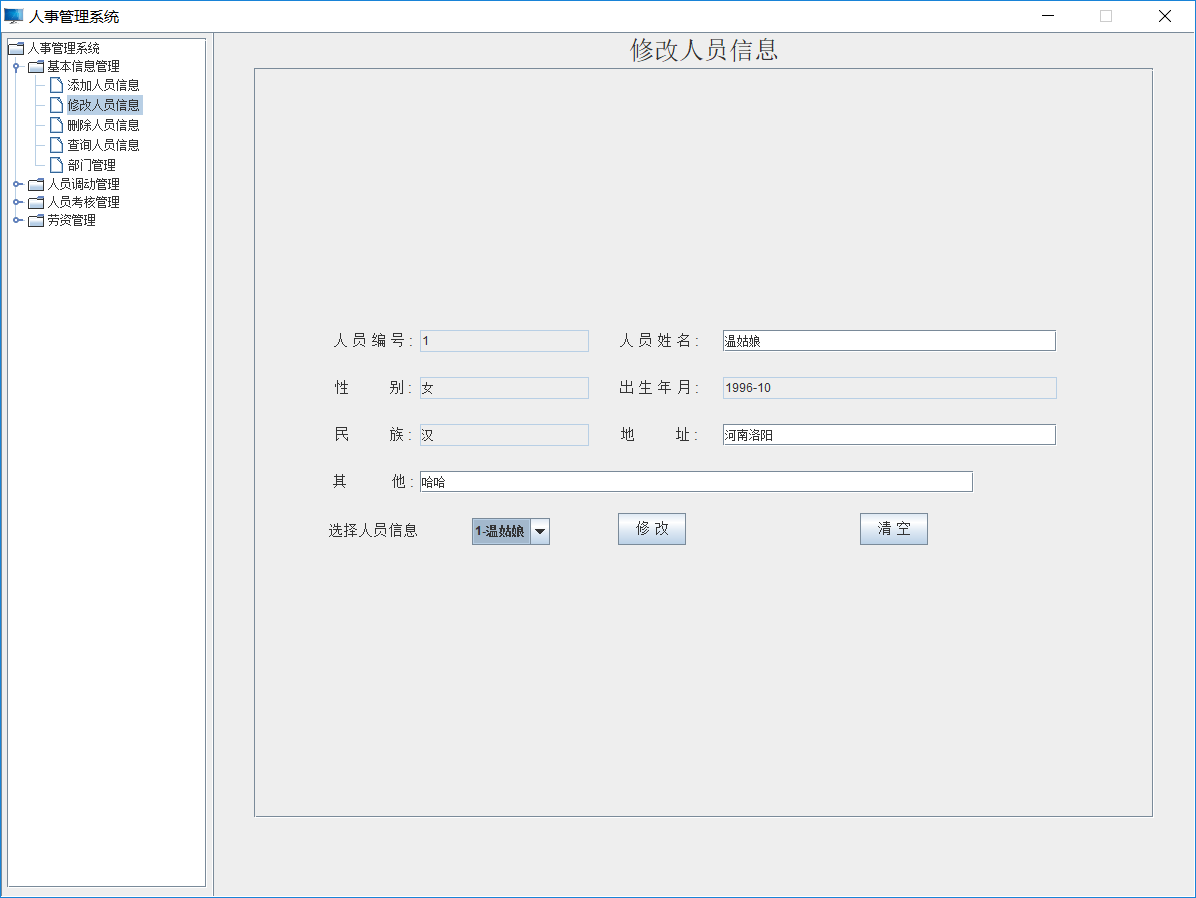 人事管理系统
人事管理系统
基本信息管理
添加人员信息
修改人员信息
删除人员信息
查询人员信息
部门管理
人员调动管理
人员考核管理
劳资管理
修改人员信息
人 员 编 号: 1 人 员 姓 名: 温姑娘
性 别: 女 出 生 年 月: 1996-10
民 族: 汉 地 址: 河南洛阳
其 他: 哈哈
选择人员信息 1-温姑娘 修 改 清 空